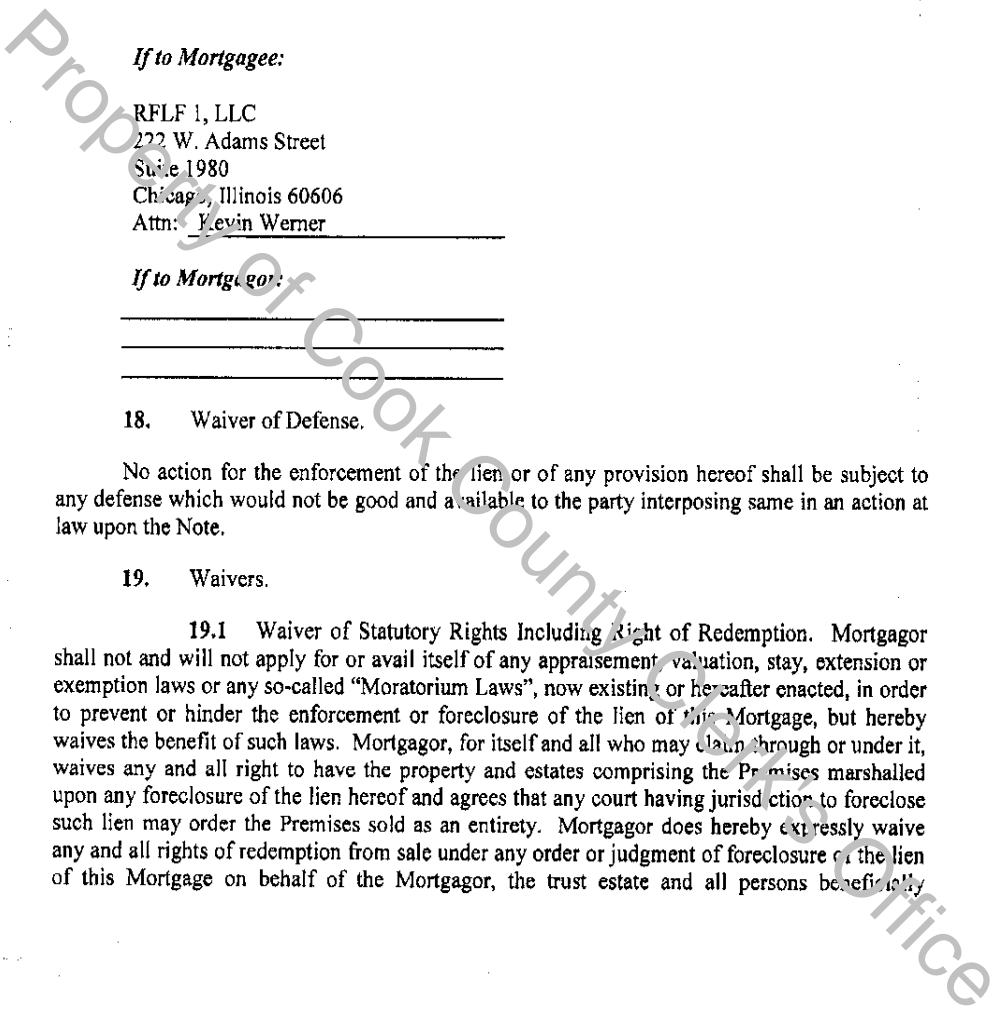 If to Mortgagee:
RFLF 1, LLC
222 W. Adams Street
Suite 1980
Chicago, Illinois 60606
Attn: Kevin Werner
If to Mortgagor:
18. Waiver of Defense.
No action for the enforcement of the lien or of any provision hereof shall be subject to
any defense which would not be good and available to the party interposing same in an action at
law upon the Note.
19. Waivers.
19.1 Waiver of Statutory Rights Including Right of Redemption. Mortgagor
shall not and will not apply for or avail itself of any appraisement, valuation, stay, extension or
exemption laws or any so-called “Moratorium Laws”, now existing or hereafter enacted, in order
to prevent or hinder the enforcement or foreclosure of the lien of this Mortgage, but hereby
waives the benefit of such laws. Mortgagor, for itself and all who may claim through or under it,
waives any and all right to have the property and estates comprising the Premises marshalled
upon any foreclosure of the lien hereof and agrees that any court having jurisdiction to foreclose
such lien may order the Premises sold as an entirety. Mortgagor does hereby expressly waive
any and all rights of redemption from sale under any order or judgment of foreclosure of the lien
of this Mortgage on behalf of the Mortgagor, the trust estate and all persons beneficially
Property of Cook County Clerk's Office